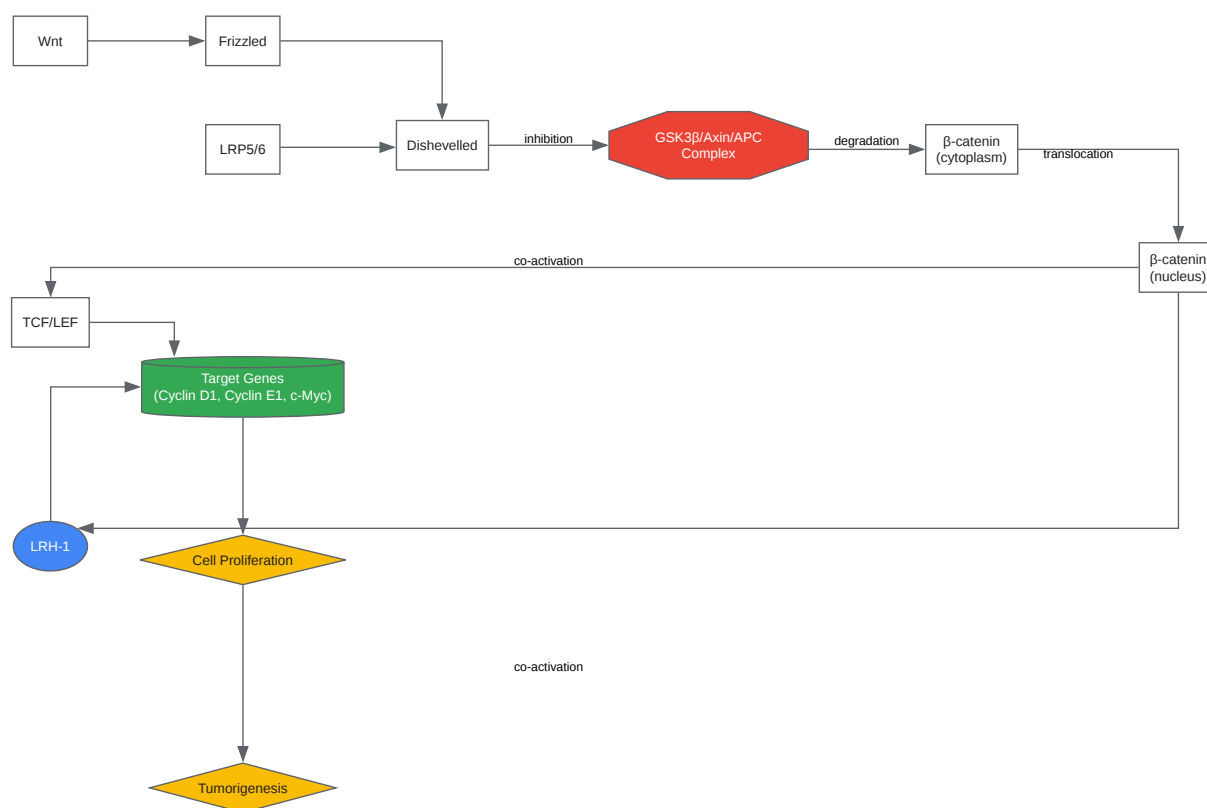 Wnt
Frizzled
LRP5/6
Dishevelled
inhibition
GSK3β/Axin/APC
Complex
degradation
β-catenin
(cytoplasm)
translocation
β-catenin
(nucleus)
co-activation
TCF/LEF
Target Genes
(Cyclin D1, Cyclin E1, c-Myc)
LRH-1
Cell Proliferation
co-activation
Tumorigenesis